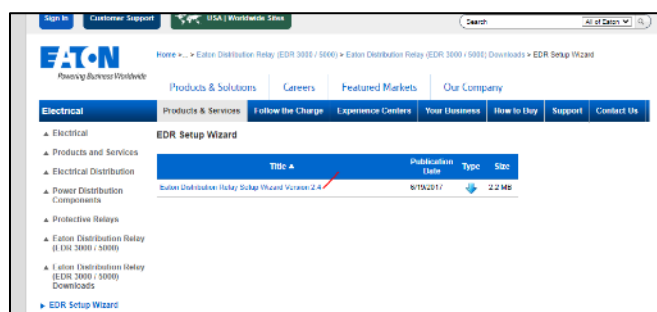 Sign In
Customer Support
USA | Worldwide Sites
Search
All of Eaton
EATON
Powering Business Worldwide
Home > ... > Eaton Distribution Relay (EDR 3000 / 5000) > Eaton Distribution Relay (EDR 3000 / 5000) Downloads > EDR Setup Wizard
Products & Solutions
Careers
Featured Markets
Our Company
Electrical
Products & Services
Follow the Charge
Experience Centers
Your Business
How to Buy
Support
Contact Us
Electrical
Products and Services
Electrical Distribution
Power Distribution
Components
Protective Relays
Eaton Distribution Relay
(EDR 3000 / 5000)
Eaton Distribution Relay
(EDR 3000 / 5000)
Downloads
EDR Setup Wizard
EDR Setup Wizard
Title
Publication
Date
Type
Size
Eaton Distribution Relay Setup Wizard Version 2.4
6/19/2017
2.2 MB